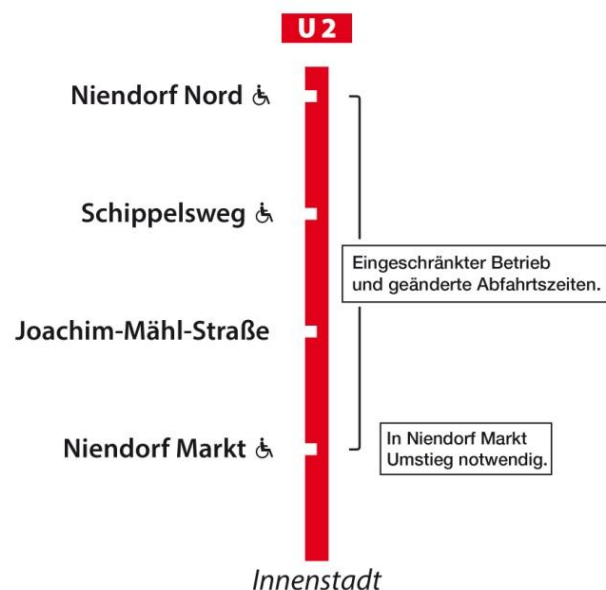 U2
Niendorf Nord
Schippelsweg
Eingeschränkter Betrieb
und geänderte Abfahrtszeiten.
Joachim-Mähl-Straße
Niendorf Markt
In Niendorf Markt
Umstieg notwendig.
Innenstadt